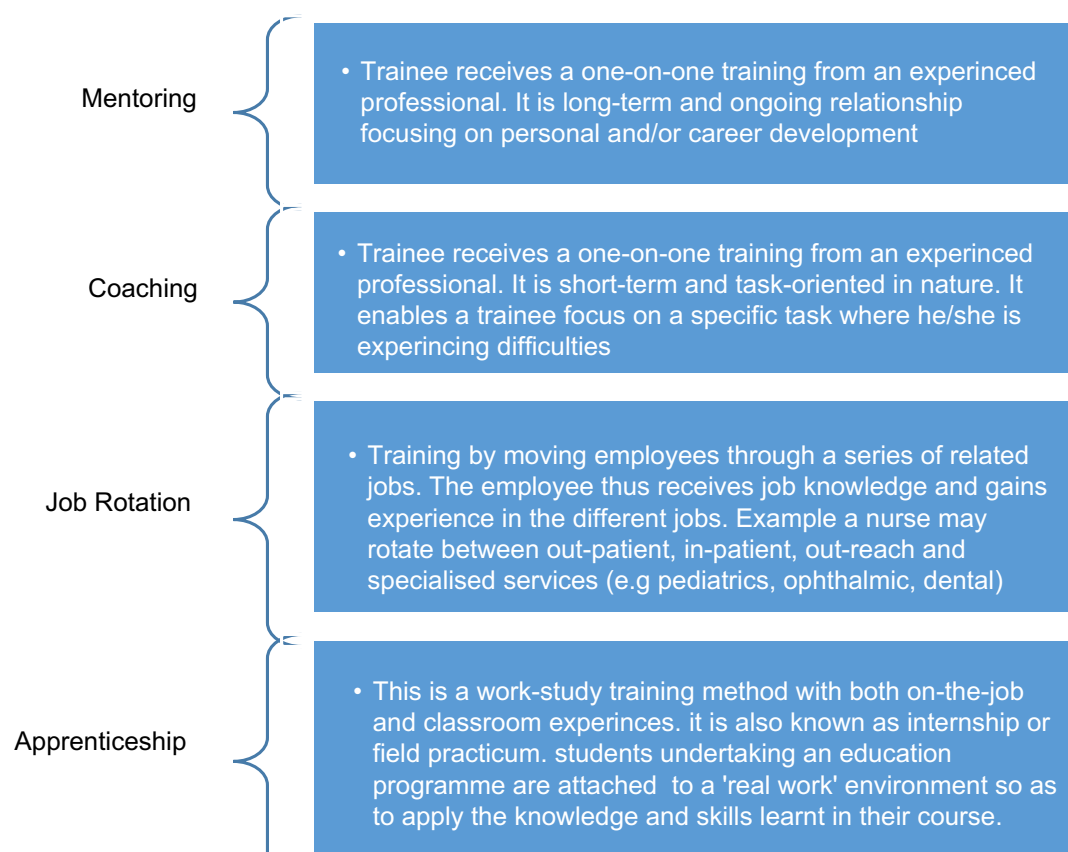 Mentoring
• Trainee receives a one-on-one training from an experinced
professional. It is long-term and ongoing relationship
focusing on personal and/or career development
Coaching
• Trainee receives a one-on-one training from an experinced
professional. It is short-term and task-oriented in nature. It
enables a trainee focus on a specific task where he/she is
experincing difficulties
Job Rotation
• Training by moving employees through a series of related
jobs. The employee thus receives job knowledge and gains
experience in the different jobs. Example a nurse may
rotate between out-patient, in-patient, out-reach and
specialised services (e.g pediatrics, ophthalmic, dental)
Apprenticeship
• This is a work-study training method with both on-the-job
and classroom experinces. it is also known as internship or
field practicum. students undertaking an education
programme are attached  to a 'real work' environment so as
to apply the knowledge and skills learnt in their course.